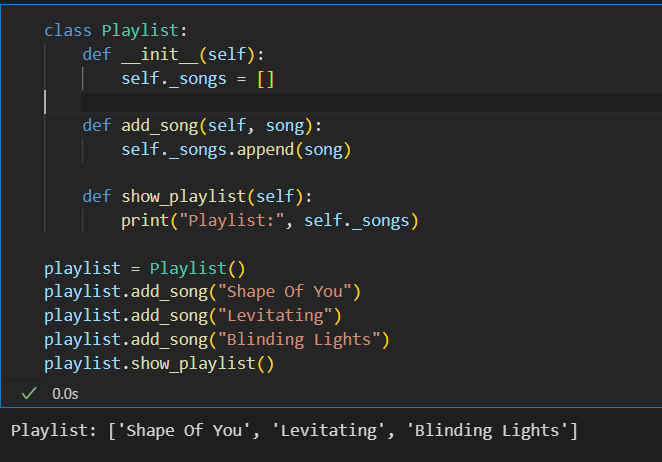 class Playlist:
    def __init__(self):
        self._songs = []

    def add_song(self, song):
        self._songs.append(song)

    def show_playlist(self):
        print("Playlist:", self._songs)

playlist = Playlist()
playlist.add_song("Shape Of You")
playlist.add_song("Levitating")
playlist.add_song("Blinding Lights")
playlist.show_playlist()
0.0s
Playlist: ['Shape Of You', 'Levitating', 'Blinding Lights']